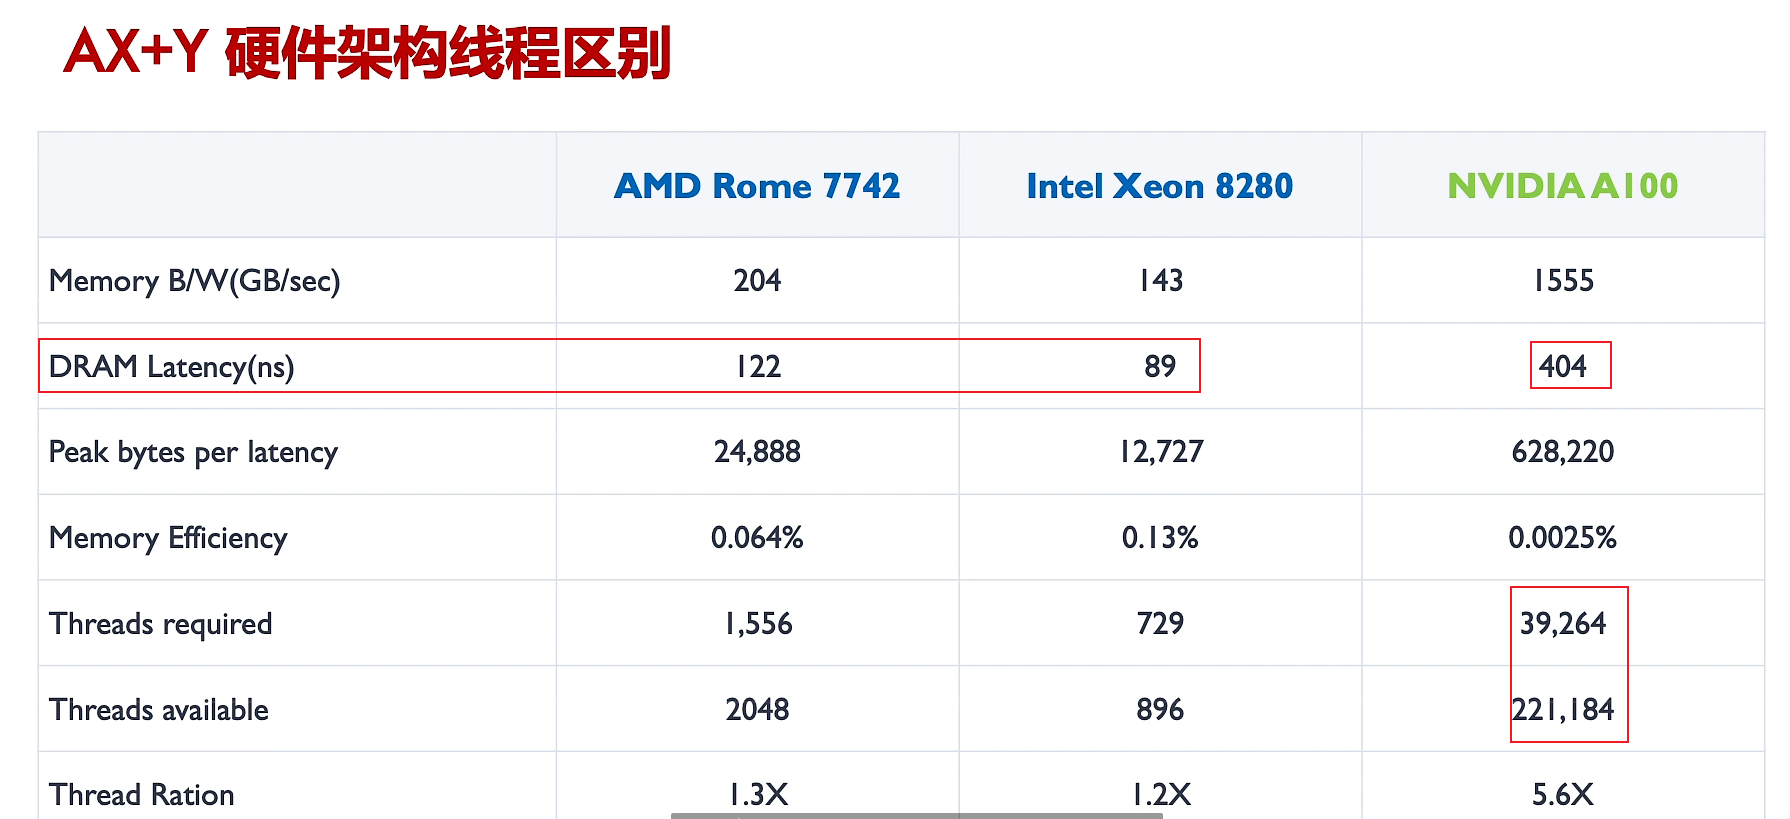 AX+Y 硬件架构线程区别
AMD Rome 7742 Intel Xeon 8280 NVIDIA A100
Memory B/W(GB/sec) 204 143 1555
DRAM Latency(ns) 122 89 404
Peak bytes per latency 24,888 12,727 628,220
Memory Efficiency 0.064% 0.13% 0.0025%
Threads required 1,556 729 39,264
Threads available 2048 896 221,184
Thread Ration 1.3X 1.2X 5.6X